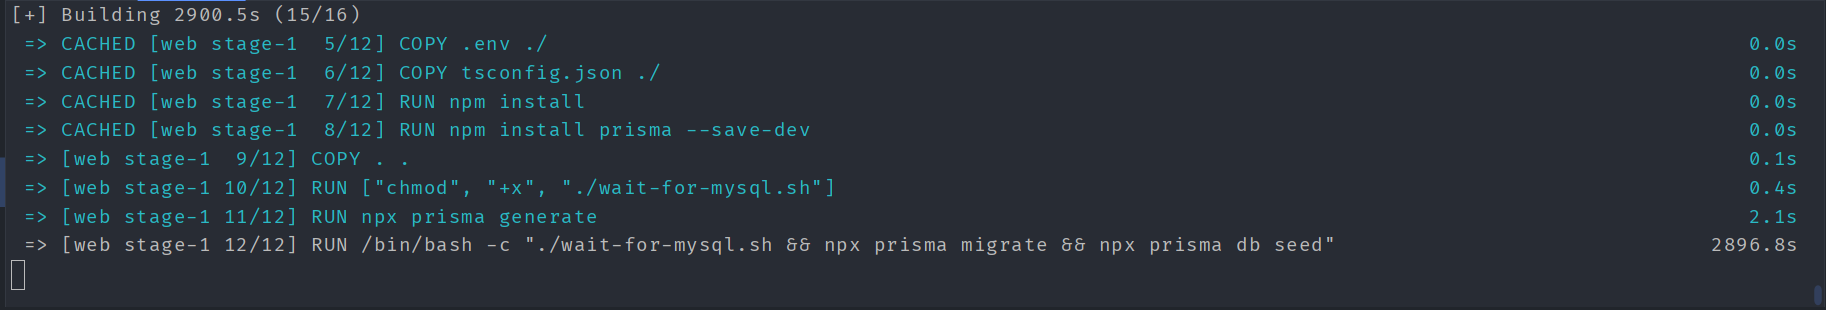 [+] Building 2900.5s (15/16)
=> CACHED [web stage-1  5/12] COPY .env ./ 0.0s
=> CACHED [web stage-1  6/12] COPY tsconfig.json ./ 0.0s
=> CACHED [web stage-1  7/12] RUN npm install 0.0s
=> CACHED [web stage-1  8/12] RUN npm install prisma --save-dev 0.0s
=> [web stage-1  9/12] COPY . . 0.1s
=> [web stage-1 10/12] RUN ["chmod", "+x", "./wait-for-mysql.sh"] 0.4s
=> [web stage-1 11/12] RUN npx prisma generate 2.1s
=> [web stage-1 12/12] RUN /bin/bash -c "./wait-for-mysql.sh && npx prisma migrate && npx prisma db seed" 2896.8s